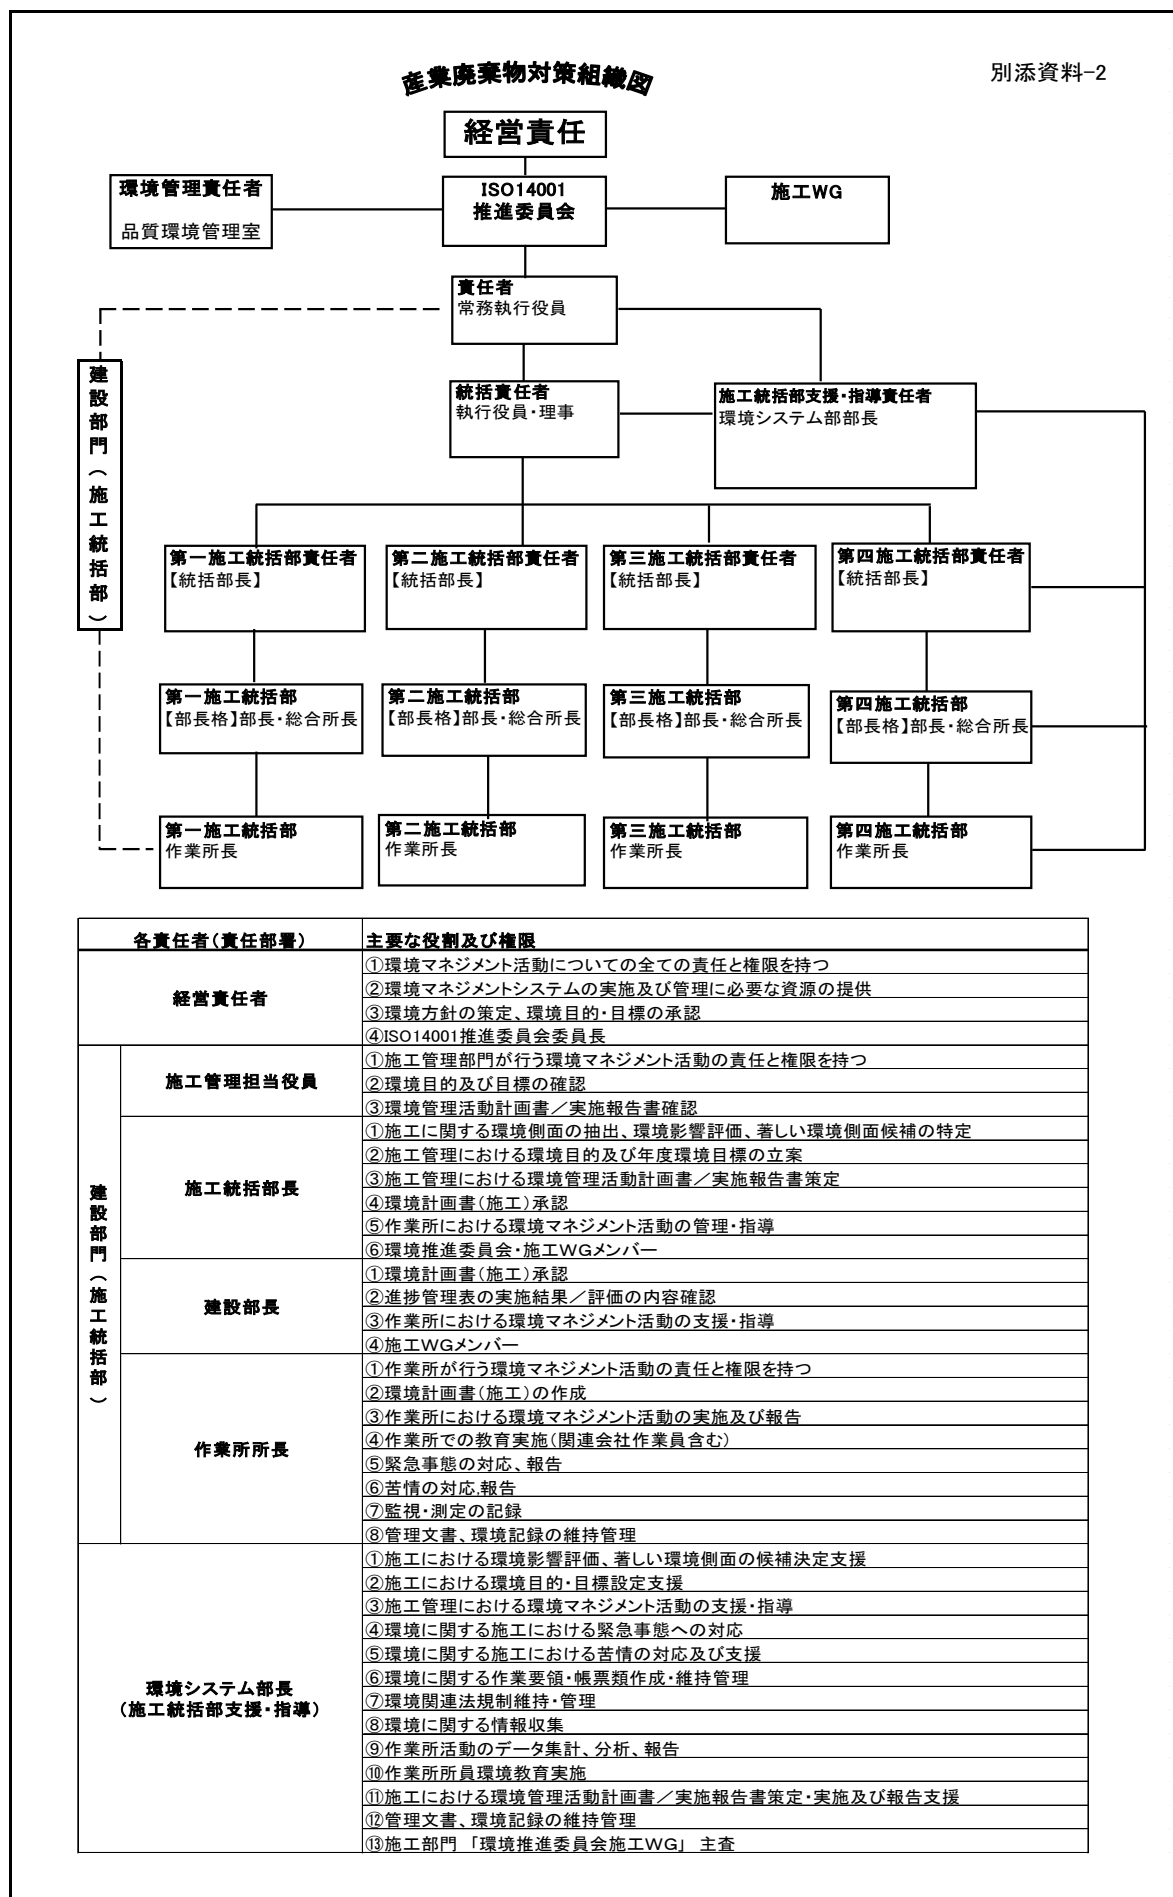 産業廃棄物対策組織図
別添資料-2
経営責任
環境管理責任者
品質環境管理室
ISO14001
推進委員会
施工WG
責任者
常務執行役員
建設部門(施工統括部)
統括責任者
執行役員・理事
施工統括部支援・指導責任者
環境システム部部長
第一施工統括部責任者
【統括部長】
第二施工統括部責任者
【統括部長】
第三施工統括部責任者
【統括部長】
第四施工統括部責任者
【統括部長】
第一施工統括部
【部長格】部長・総合所長
第二施工統括部
【部長格】部長・総合所長
第三施工統括部
【部長格】部長・総合所長
第四施工統括部
【部長格】部長・総合所長
第一施工統括部
作業所長
第二施工統括部
作業所長
第三施工統括部
作業所長
第四施工統括部
作業所長
各責任者(責任部署) 主要な役割及び権限
経営責任者
①環境マネジメント活動についての全ての責任と権限を持つ
②環境マネジメントシステムの実施及び管理に必要な資源の提供
③環境方針の策定、環境目的・目標の承認
④ISO14001推進委員会委員長
建設部門(施工統括部)
施工管理担当役員
①施工管理部門が行う環境マネジメント活動の責任と権限を持つ
②環境目的及び目標の確認
③環境管理活動計画書/実施報告書確認
施工統括部長
①施工に関する環境側面の抽出、環境影響評価、著しい環境側面候補の特定
②施工管理における環境目的及び年度環境目標の立案
③施工管理における環境管理活動計画書/実施報告書策定
④環境計画書(施工)承認
⑤作業所における環境マネジメント活動の管理・指導
⑥環境推進委員会・施工WGメンバー
建設部長
①環境計画書(施工)承認
②進捗管理表の実施結果/評価の内容確認
③作業所における環境マネジメント活動の支援・指導
④施工WGメンバー
作業所所長
①作業所が行う環境マネジメント活動の責任と権限を持つ
②環境計画書(施工)の作成
③作業所における環境マネジメント活動の実施及び報告
④作業所での教育実施(関連会社作業員含む)
⑤緊急事態の対応、報告
⑥苦情の対応,報告
⑦監視・測定の記録
⑧管理文書、環境記録の維持管理
環境システム部長
(施工統括部支援・指導)
①施工における環境影響評価、著しい環境側面の候補決定支援
②施工における環境目的・目標設定支援
③施工管理における環境マネジメント活動の支援・指導
④環境に関する施工における緊急事態への対応
⑤環境に関する施工における苦情の対応及び支援
⑥環境に関する作業要領・帳票類作成・維持管理
⑦環境関連法規制維持・管理
⑧環境に関する情報収集
⑨作業所活動のデータ集計、分析、報告
⑩作業所所員環境教育実施
⑪施工における環境管理活動計画書/実施報告書策定・実施及び報告支援
⑫管理文書、環境記録の維持管理
⑬施工部門 「環境推進委員会施工WG」 主査